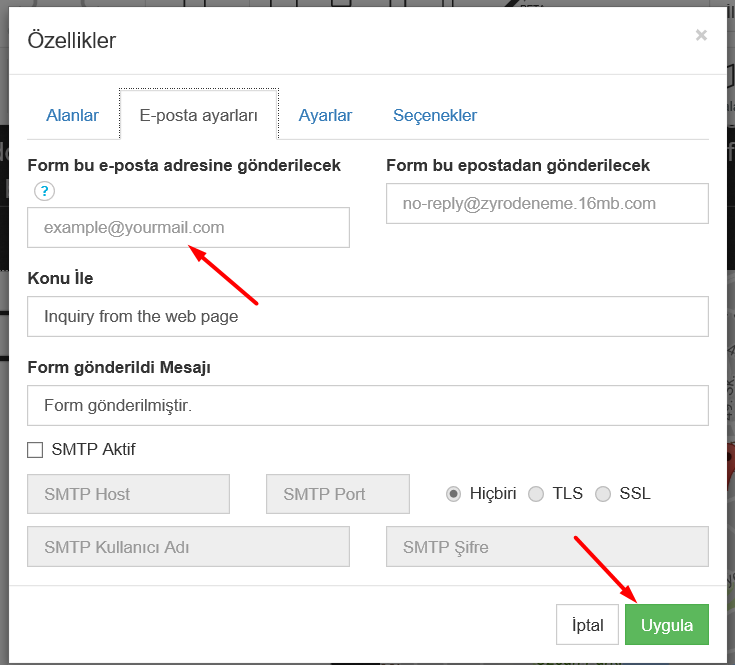 Özellikler
×
Alanlar
E-posta ayarları
Ayarlar
Seçenekler
Form bu e-posta adresine gönderilecek
?
Form bu epostadan gönderilecek
example@yourmail.com
no-reply@zyrodeneme.16mb.com
Konu İle
Inquiry from the web page
Form gönderildi Mesajı
Form gönderilmiştir.
SMTP Aktif
SMTP Host
SMTP Port
Hiçbiri
TLS
SSL
SMTP Kullanıcı Adı
SMTP Şifre
İptal
Uygula